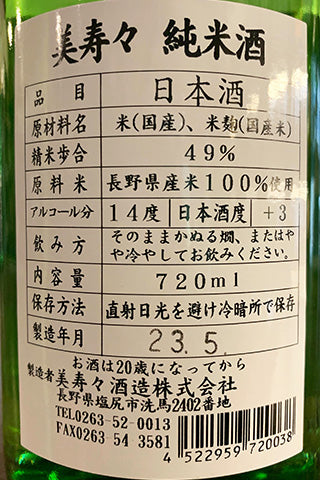 美寿々 純米酒
品目 日本酒
原材料名 米(国産)、米麹(国産米)
精米歩合 49%
原料米 長野県産米100%使用
アルコール分 14度 日本酒度 +3
飲み方 そのままかぬる燗、またはや
や冷やしてお飲みください。
内容量 720ml
保存方法 直射日光を避け冷暗所で保存
製造年月 23.5.
お酒は20歳になってから
製造者 美寿々酒造株式会社
長野県塩尻市洗馬2402番地
TEL0263-52-0013
FAX0263-54 3581
4 522959 720038